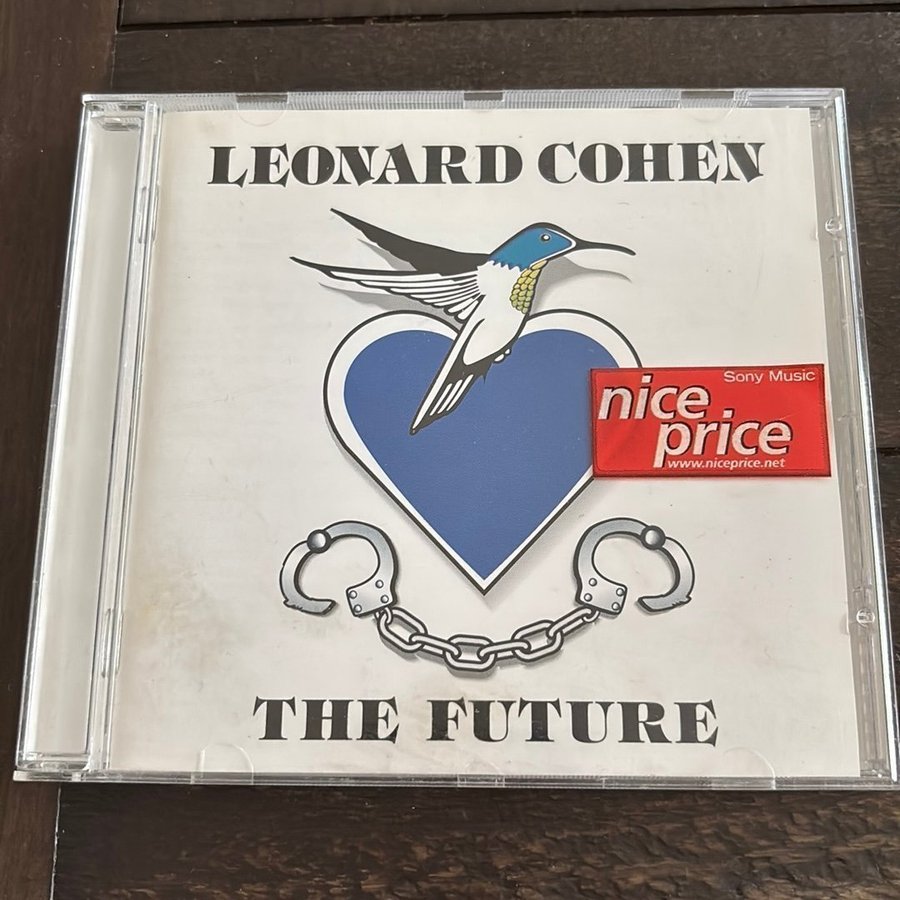 LEONARD COHEN
Sony Music
nice
price
www.niceprice.net
THE FUTURE